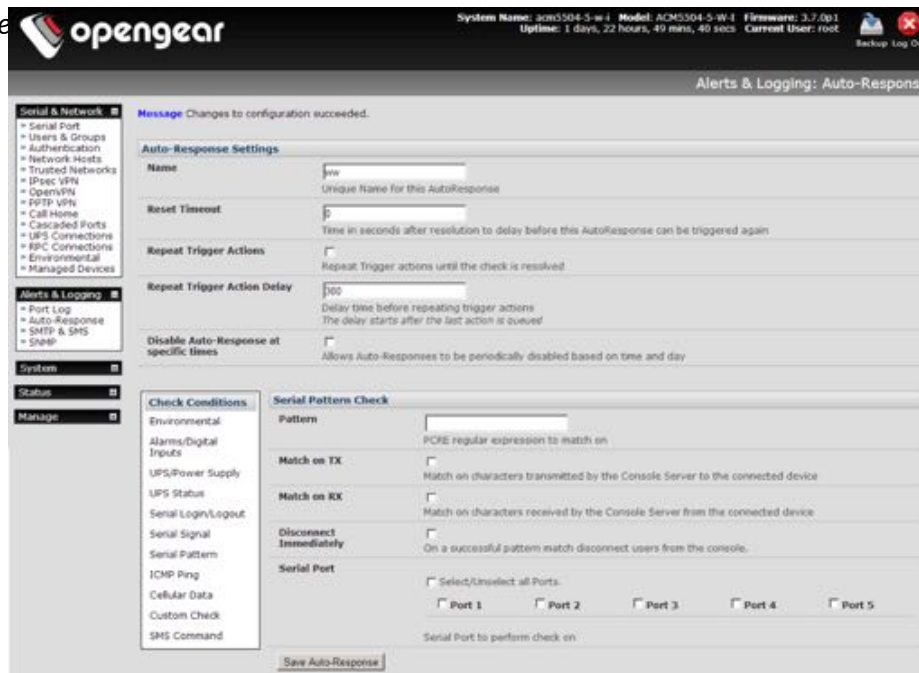 e
opengear
System Name: acm5504-5-w-i Model: ACM5504-5-W-I Firmware: 3.7.0p1
Uptime: 1 days, 22 hours, 49 mins, 40 secs Current User: root
Backup Log O
Alerts & Logging: Auto-Respons
Serial & Network
Serial Port
Users & Groups
Authentication
Network Hosts
Trusted Networks
IPsec VPN
OpenVPN
PPTP VPN
Call Home
Cascaded Ports
UPS Connections
RPC Connections
Environmental
Managed Devices
Alerts & Logging
Port Log
Auto-Response
SMTP & SMS
SNMP
System
Status
Manage
Message Changes to configuration succeeded.
Auto-Response Settings
Name
ww
Unique Name for this AutoResponse
Reset Timeout
0
Time in seconds after resolution to delay before this AutoResponse can be triggered again
Repeat Trigger Actions
Repeat Trigger actions until the check is resolved
Repeat Trigger Action Delay
300
Delay time before repeating trigger actions
The delay starts after the last action is queued
Disable Auto-Response at specific times
Allows Auto-Responses to be periodically disabled based on time and day
Check Conditions
Environmental
Alarms/Digital Inputs
UPS/Power Supply
UPS Status
Serial Login/Logout
Serial Signal
Serial Pattern
ICMP Ping
Cellular Data
Custom Check
SMS Command
Serial Pattern Check
Pattern
PCRE regular expression to match on
Match on TX
Match on characters transmitted by the Console Server to the connected device
Match on RX
Match on characters received by the Console Server from the connected device
Disconnect Immediately
On a successful pattern match disconnect users from the console.
Serial Port
Select/Unselect all Ports.
Port 1 Port 2 Port 3 Port 4 Port 5
Serial Port to perform check on
Save Auto-Response